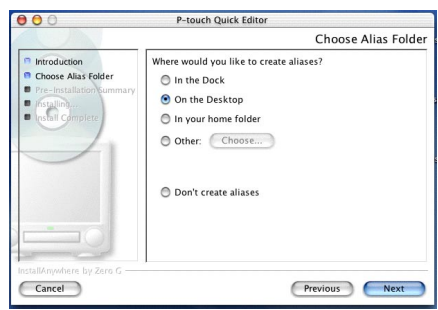 P-touch Quick Editor
Choose Alias Folder
Introduction
Choose Alias Folder
Pre-Installation Summary
Installing...
Install Complete
Where would you like to create aliases?
In the Dock
On the Desktop
In your home folder
Other: Choose...
Don't create aliases
InstallAnywhere by Zero G
Cancel Previous Next